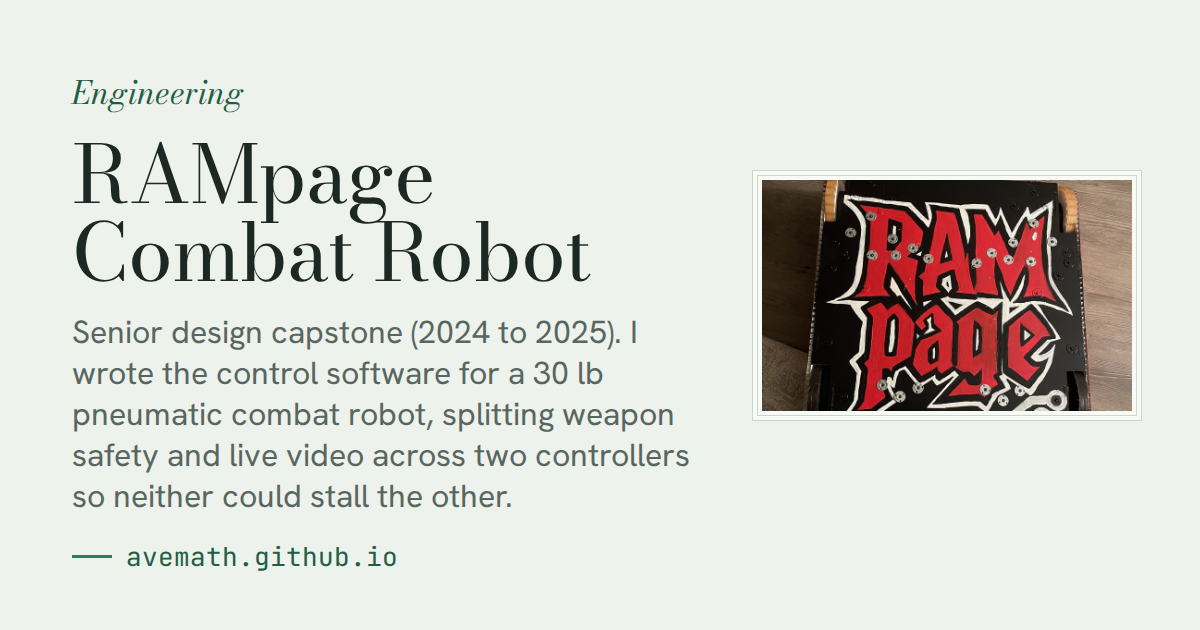 Engineering
RAMpage
Combat Robot
Senior design capstone (2024 to 2025). I
wrote the control software for a 30 lb
pneumatic combat robot, splitting weapon
safety and live video across two controllers
so neither could stall the other.
avemath.github.io
RAM
page